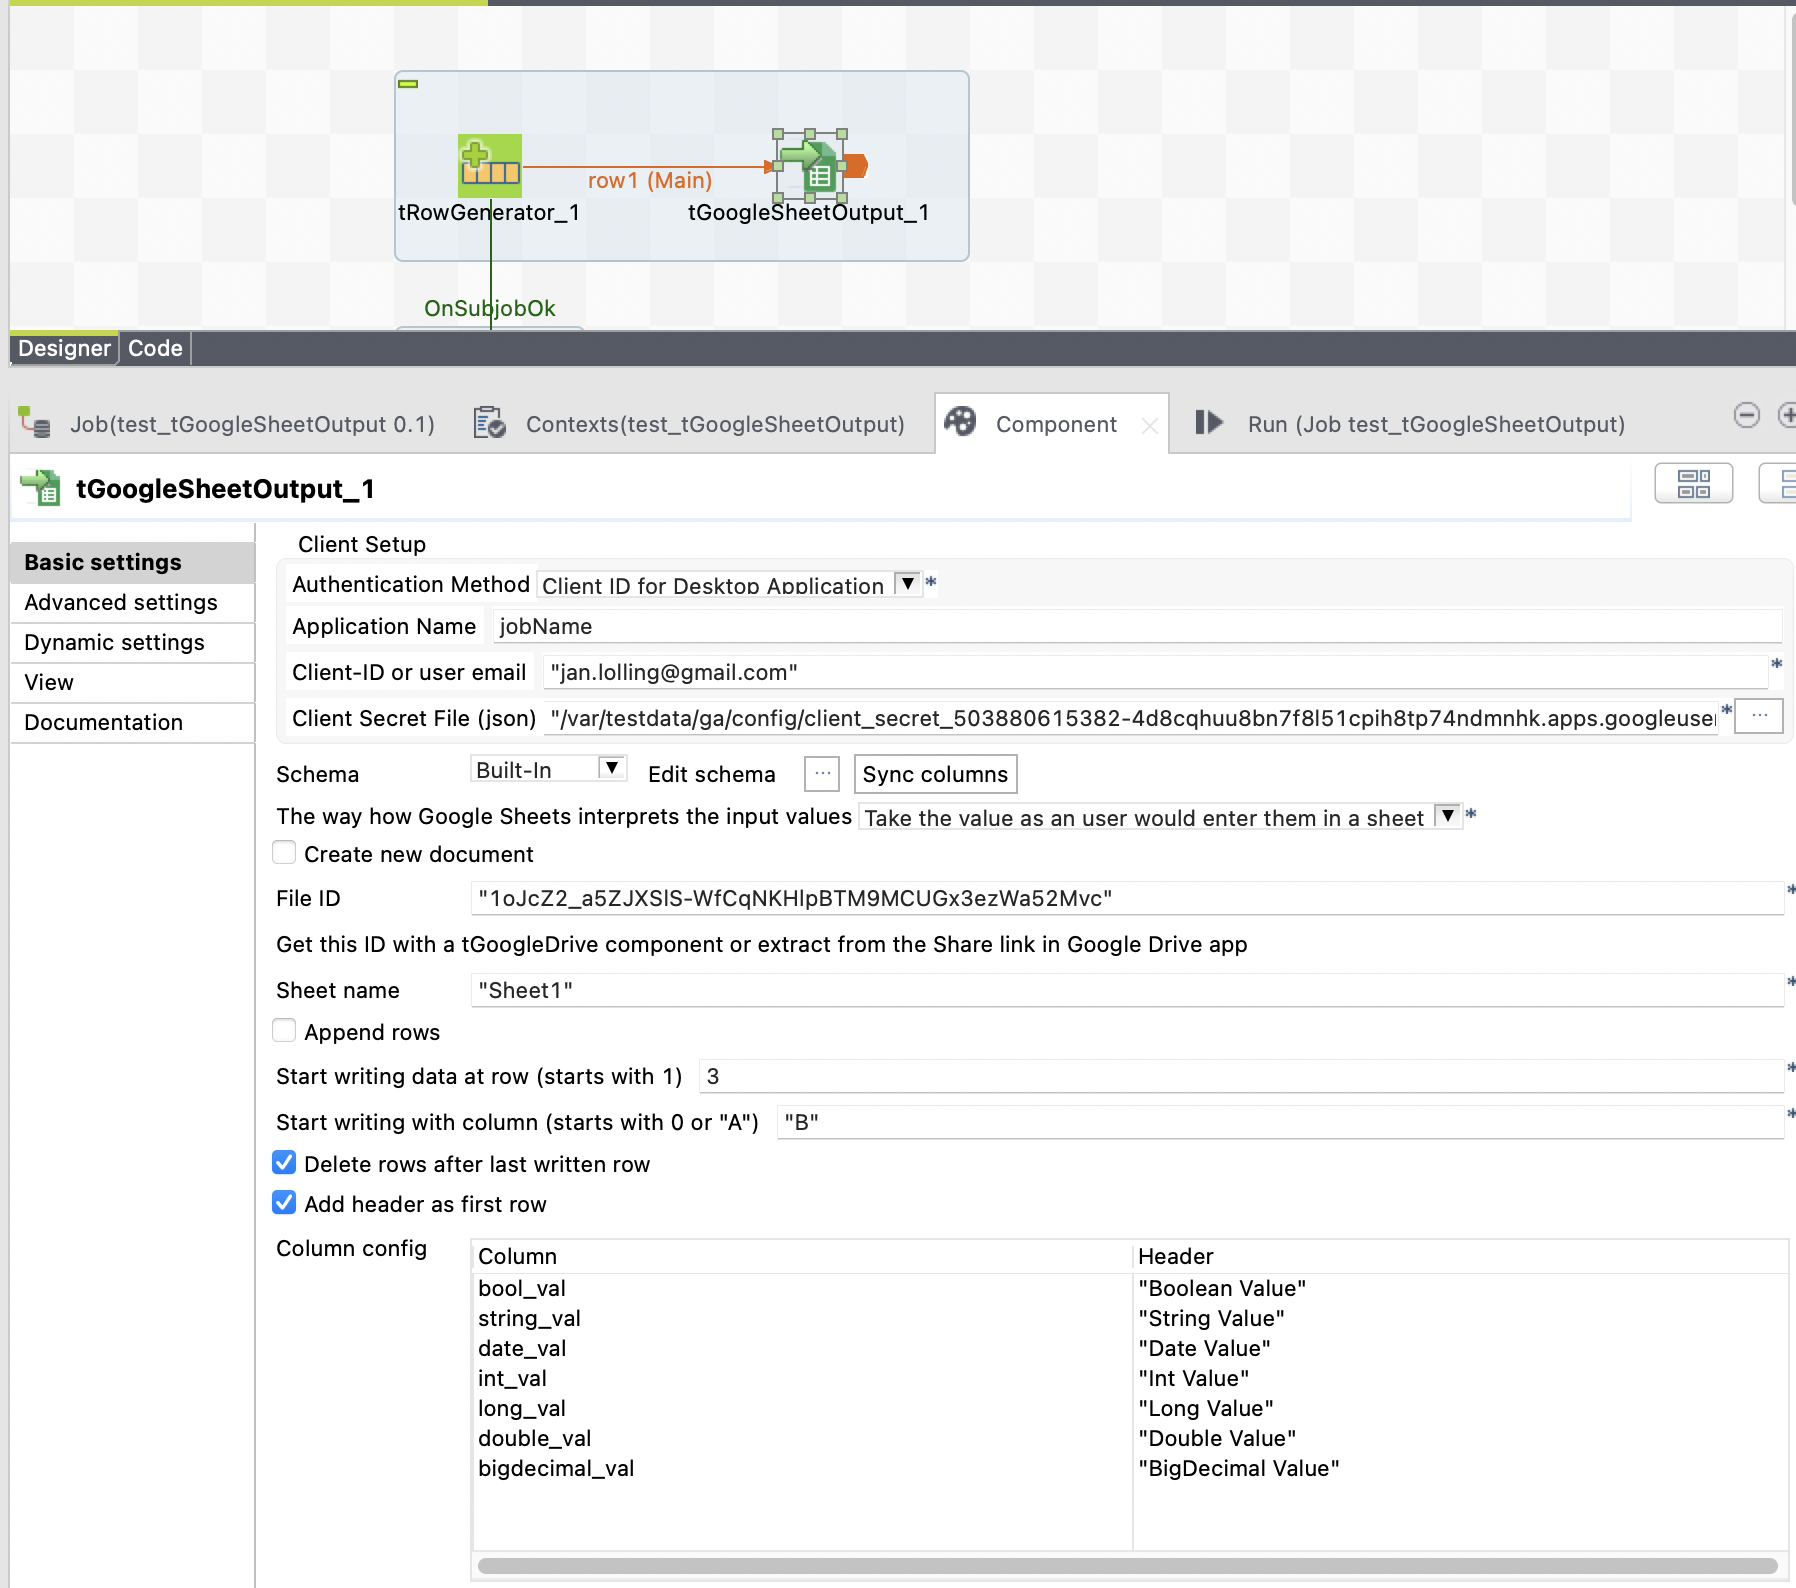 row1 (Main)
tRowGenerator_1
tGoogleSheetOutput_1
OnSubjobOk
Designer
Code
Job(test_tGoogleSheetOutput 0.1)
Contexts(test_tGoogleSheetOutput)
Component
Run (Job test_tGoogleSheetOutput)
tGoogleSheetOutput_1
Basic settings
Advanced settings
Dynamic settings
View
Documentation
Client Setup
Authentication Method Client ID for Desktop Application *
Application Name jobName
Client-ID or user email "jan.lolling@gmail.com" *
Client Secret File (json) "/var/testdata/ga/config/client_secret_503880615382-4d8cqhuu8bn7f8l51cpih8tp74ndmnhk.apps.googleuser * ...
Schema Built-In Edit schema ... Sync columns
The way how Google Sheets interprets the input values Take the value as an user would enter them in a sheet *
Create new document
File ID "1oJcZ2_a5ZJXSlS-WfCqNKHlpBTM9MCUGx3ezWa52Mvc" *
Get this ID with a tGoogleDrive component or extract from the Share link in Google Drive app
Sheet name "Sheet1" *
Append rows
Start writing data at row (starts with 1) 3 *
Start writing with column (starts with 0 or "A") "B" *
Delete rows after last written row
Add header as first row
Column config
Column Header
bool_val "Boolean Value"
string_val "String Value"
date_val "Date Value"
int_val "Int Value"
long_val "Long Value"
double_val "Double Value"
bigdecimal_val "BigDecimal Value"